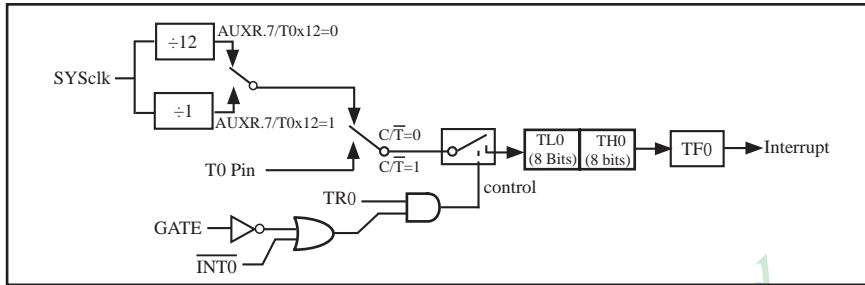 ÷12
AUXR.7/T0x12=0
SYSclk
÷1
AUXR.7/T0x12=1
C/T̅=0
C/T̅=1
T0 Pin
TL0
(8 Bits)
TH0
(8 bits)
TF0
Interrupt
control
TR0
GATE
I̅N̅T̅0̅